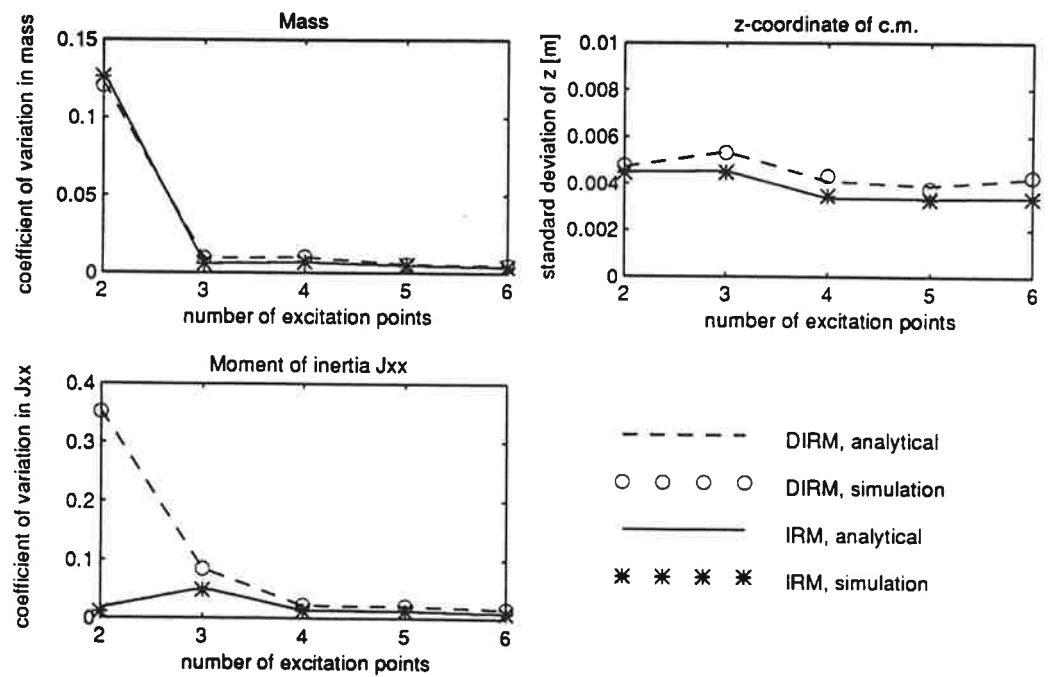 Mass
coefficient of variation in mass
0.15
0.1
0.05
0
2 3 4 5 6
number of excitation points
z-coordinate of c.m.
standard deviation of z [m]
0.01
0.008
0.006
0.004
0.002
0
2 3 4 5 6
number of excitation points
Moment of inertia Jxx
coefficient of variation in Jxx
0.4
0.3
0.2
0.1
0
2 3 4 5 6
number of excitation points
DIRM, analytical
DIRM, simulation
IRM, analytical
IRM, simulation